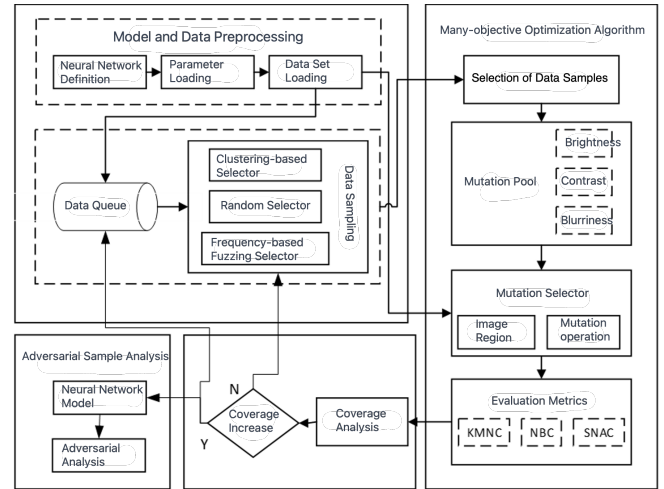 Model and Data Preprocessing
Neural Network
Definition
Parameter
Loading
Data Set
Loading
Data Queue
Clustering-based
Selector
Random Selector
Frequency-based
Fuzzing Selector
Data Sampling
Many-objective Optimization Algorithm
Selection of Data Samples
Mutation Pool
Brightness
Contrast
Blurriness
Mutation Selector
Image
Region
Mutation
operation
Evaluation Metrics
KMNC
NBC
SNAC
Coverage
Analysis
Coverage
Increase
N
Y
Adversarial Sample Analysis
Neural Network
Model
Adversarial
Analysis